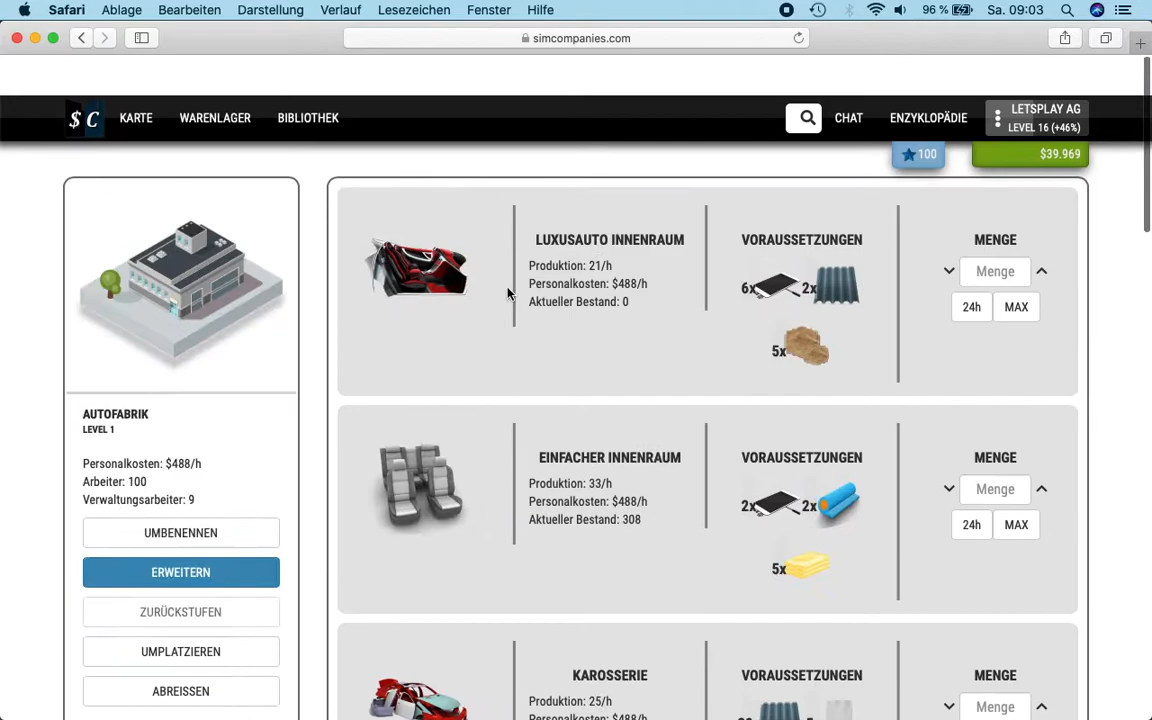 Safari Ablage Bearbeiten Darstellung Verlauf Lesezeichen Fenster Hilfe 96 % Sa. 09:03
simcompanies.com
$ C KARTE WARENLAGER BIBLIOTHEK CHAT ENZYKLOPÄDIE LETSPLAY AG
LEVEL 16 (+46%)
100 $39.969
LUXUSAUTO INNENRAUM
Produktion: 21/h
Personalkosten: $488/h
Aktueller Bestand: 0
VORAUSSETZUNGEN
6x 2x
5x
MENGE
Menge
24h MAX
AUTOFABRIK
LEVEL 1
Personalkosten: $488/h
Arbeiter: 100
Verwaltungsarbeiter: 9
UMBENENNEN
ERWEITERN
ZURÜCKSTUFEN
UMPLATZIEREN
ABREISSEN
EINFACHER INNENRAUM
Produktion: 33/h
Personalkosten: $488/h
Aktueller Bestand: 308
VORAUSSETZUNGEN
2x 2x
5x
MENGE
Menge
24h MAX
KAROSSERIE
Produktion: 25/h
VORAUSSETZUNGEN
MENGE
Menge